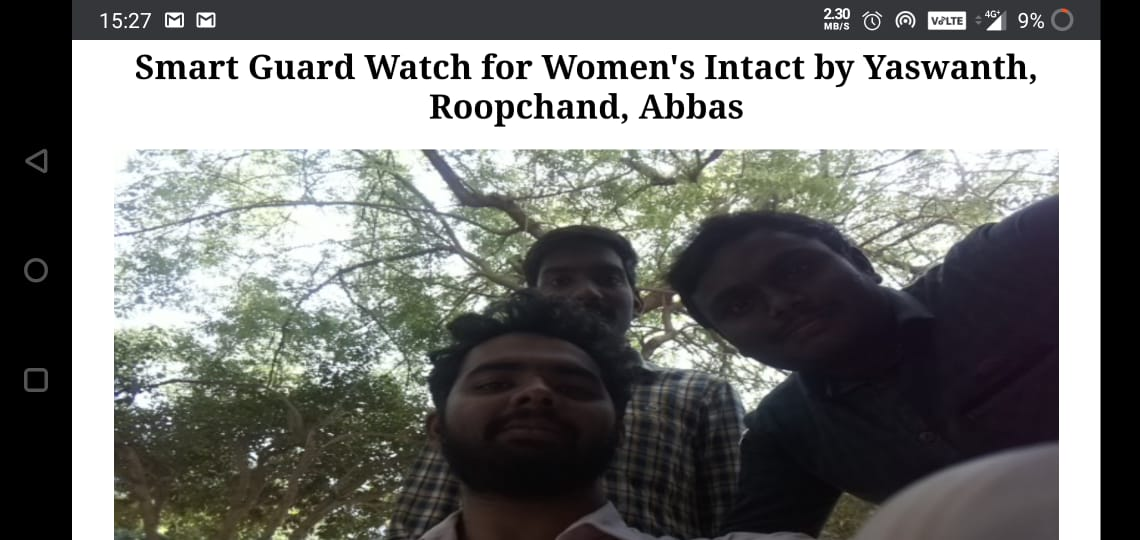 15:27
2.30
MB/S
VoLTE
4G+
9%
Smart Guard Watch for Women's Intact by Yaswanth,
Roopchand, Abbas